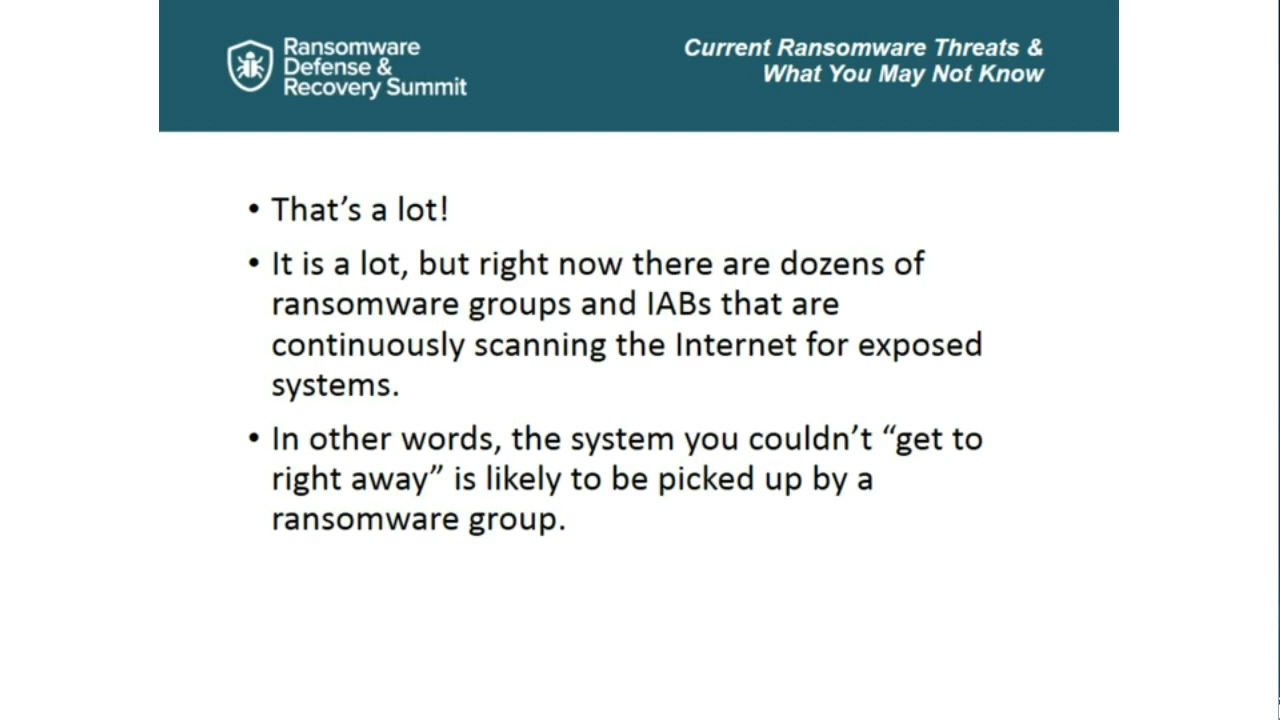 Ransomware
Defense &
Recovery Summit
Current Ransomware Threats &
What You May Not Know
• That’s a lot!
• It is a lot, but right now there are dozens of
ransomware groups and IABs that are
continuously scanning the Internet for exposed
systems.
• In other words, the system you couldn’t “get to
right away” is likely to be picked up by a
ransomware group.